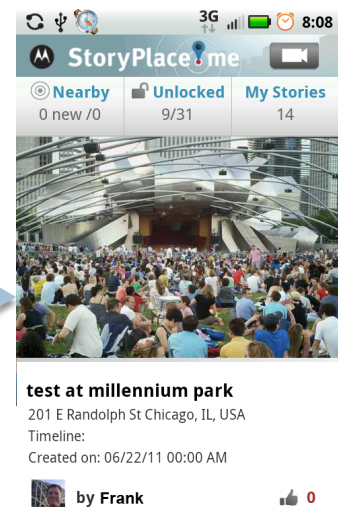 3G 8:08
StoryPlace me
Nearby Unlocked My Stories
0 new /0 9/31 14
test at millennium park
201 E Randolph St Chicago, IL, USA
Timeline:
Created on: 06/22/11 00:00 AM
by Frank 0